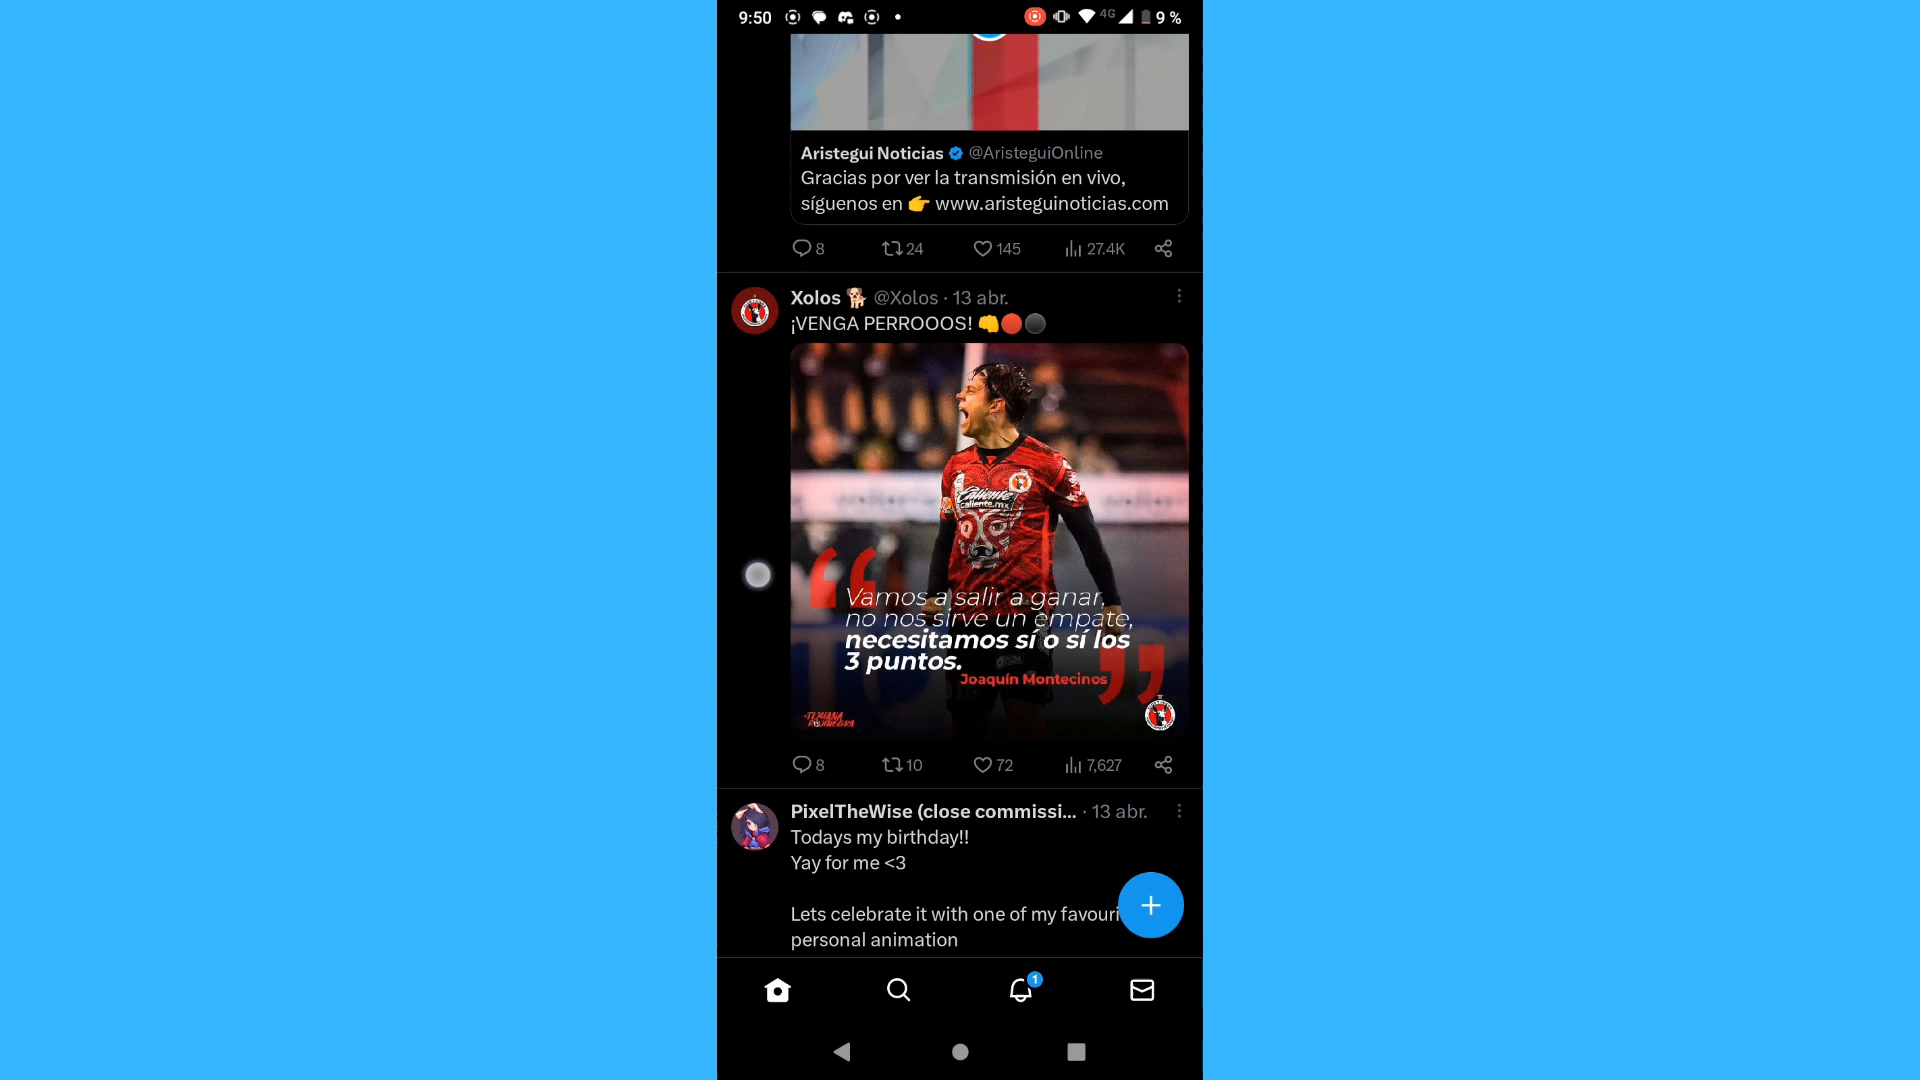 9:50 4G 9 %
Aristegui Noticias @AristeguiOnline
Gracias por ver la transmisión en vivo,
síguenos en 👉 www.aristeguinoticias.com
8 24 145 27.4K
Xolos 🐕 @Xolos · 13 abr.
¡VENGA PERROOOS! 👊🔴⚫
Caliente
caliente.mx
Vamos a salir a ganar,
no nos sirve un empate,
necesitamos sí o sí los
3 puntos.
Joaquín Montecinos
8 10 72 7,627
PixelTheWise (close commissi... · 13 abr.
Todays my birthday!!
Yay for me <3
Lets celebrate it with one of my favouri
personal animation
1